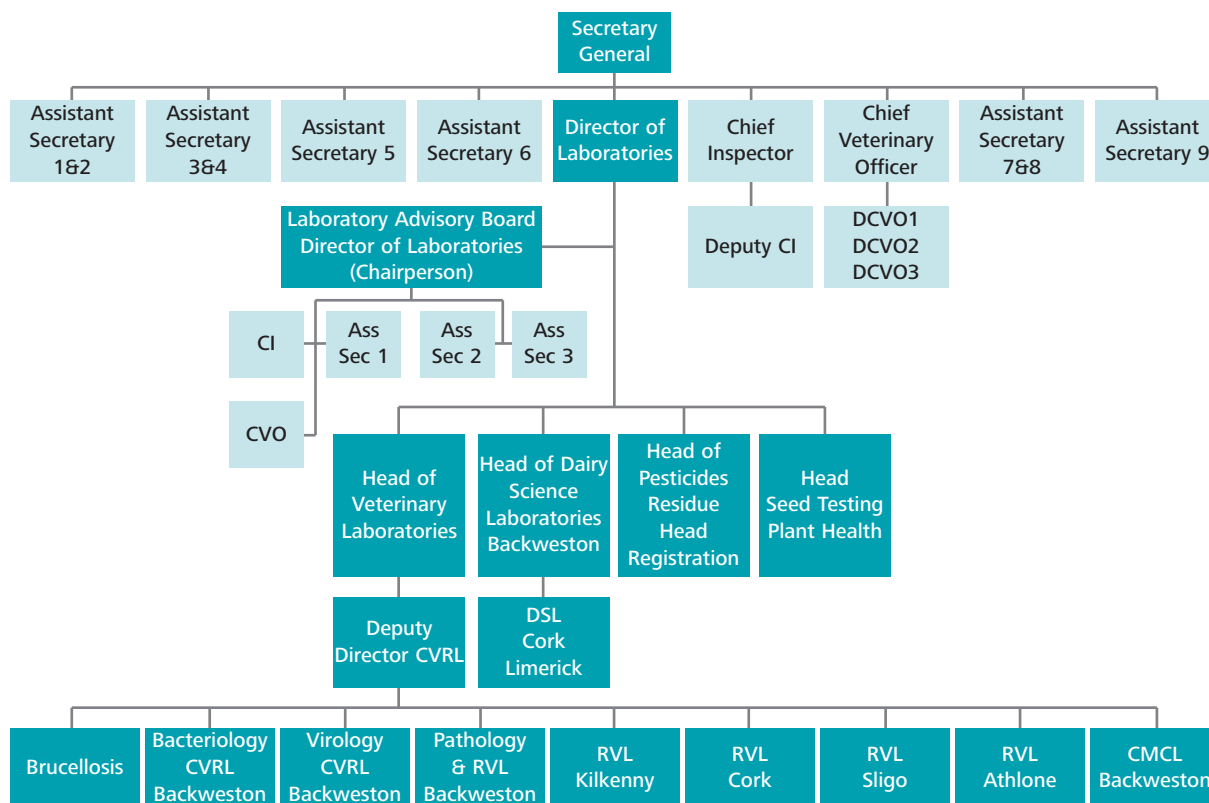 Secretary
General
Assistant
Secretary
1&2
Assistant
Secretary
3&4
Assistant
Secretary 5
Assistant
Secretary 6
Director of
Laboratories
Chief
Inspector
Chief
Veterinary
Officer
Assistant
Secretary
7&8
Assistant
Secretary 9
Laboratory Advisory Board
Director of Laboratories
(Chairperson)
Deputy CI
DCVO1
DCVO2
DCVO3
CI
Ass
Sec 1
Ass
Sec 2
Ass
Sec 3
CVO
Head of
Veterinary
Laboratories
Head of Dairy
Science
Laboratories
Backweston
Head of
Pesticides
Residue
Head
Registration
Head
Seed Testing
Plant Health
Deputy
Director CVRL
DSL
Cork
Limerick
Brucellosis
Bacteriology
CVRL
Backweston
Virology
CVRL
Backweston
Pathology
& RVL
Backweston
RVL
Kilkenny
RVL
Cork
RVL
Sligo
RVL
Athlone
CMCL
Backweston